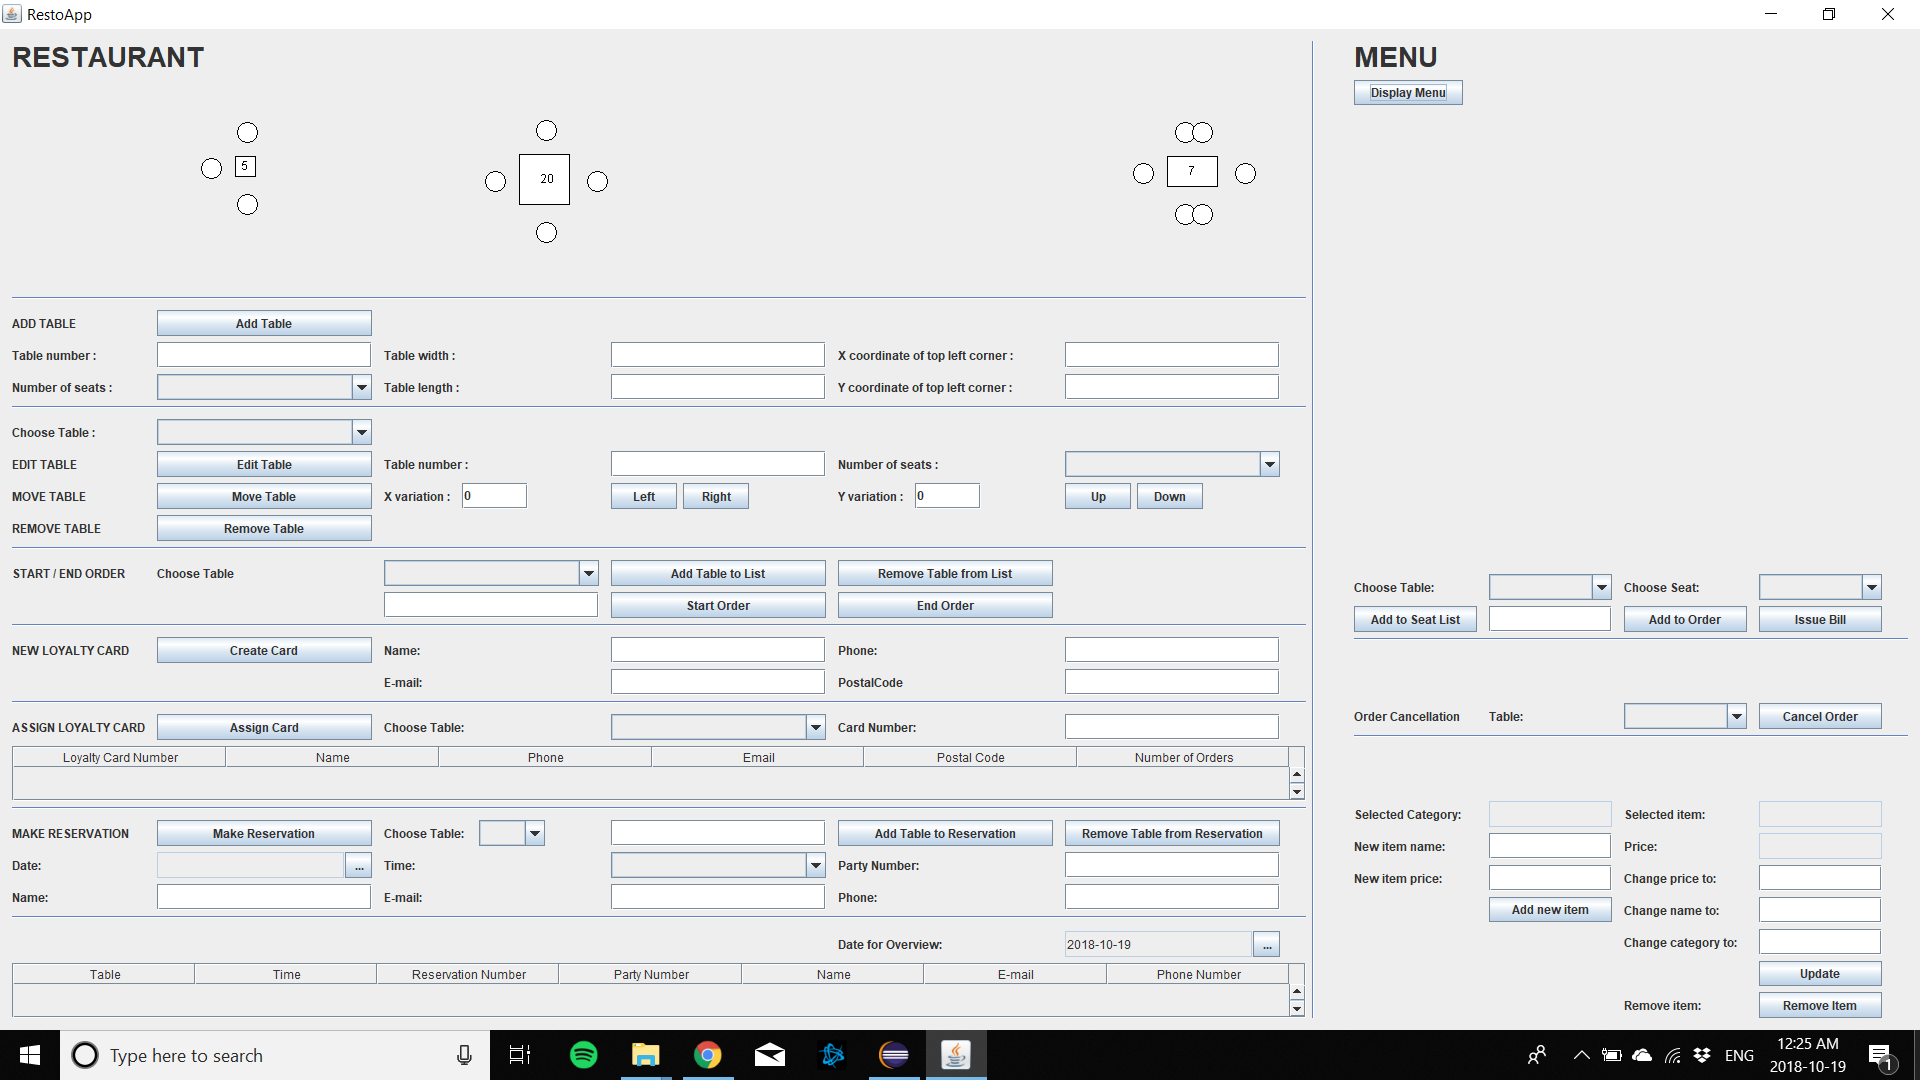 RestoApp
RESTAURANT
5
20
7
ADD TABLE Add Table
Table number : Table width : X coordinate of top left corner :
Number of seats : Table length : Y coordinate of top left corner :
Choose Table :
EDIT TABLE Edit Table Table number : Number of seats :
MOVE TABLE Move Table X variation : 0 Left Right Y variation : 0 Up Down
REMOVE TABLE Remove Table
START / END ORDER Choose Table Add Table to List Remove Table from List
Start Order End Order
NEW LOYALTY CARD Create Card Name: Phone:
E-mail: PostalCode
ASSIGN LOYALTY CARD Assign Card Choose Table: Card Number:
Loyalty Card Number Name Phone Email Postal Code Number of Orders
MAKE RESERVATION Make Reservation Choose Table: Add Table to Reservation Remove Table from Reservation
Date: ... Time: Party Number:
Name: E-mail: Phone:
Date for Overview: 2018-10-19 ...
Table Time Reservation Number Party Number Name E-mail Phone Number
MENU
Display Menu
Choose Table: Choose Seat:
Add to Seat List Add to Order Issue Bill
Order Cancellation Table: Cancel Order
Selected Category: Selected item:
New item name: Price:
New item price: Change price to:
Add new item Change name to:
Change category to:
Update
Remove item: Remove Item
Type here to search
ENG
12:25 AM
2018-10-19
1